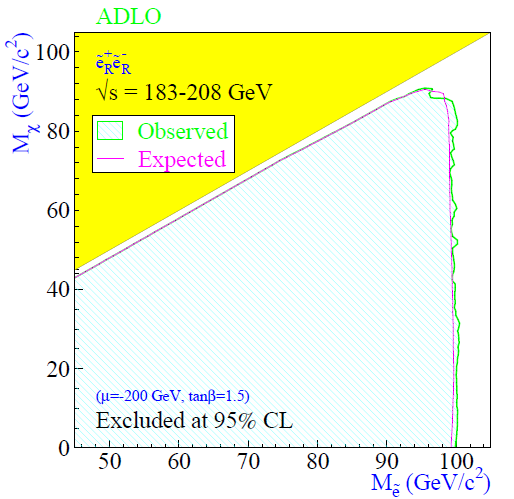 ADLO
ẽ⁺Rẽ⁻R
√s = 183-208 GeV
Observed
Expected
(μ=-200 GeV, tanβ=1.5)
Excluded at 95% CL
Mχ (GeV/c²)
100
80
60
40
20
0
50 60 70 80 90 100
Mẽ (GeV/c²)